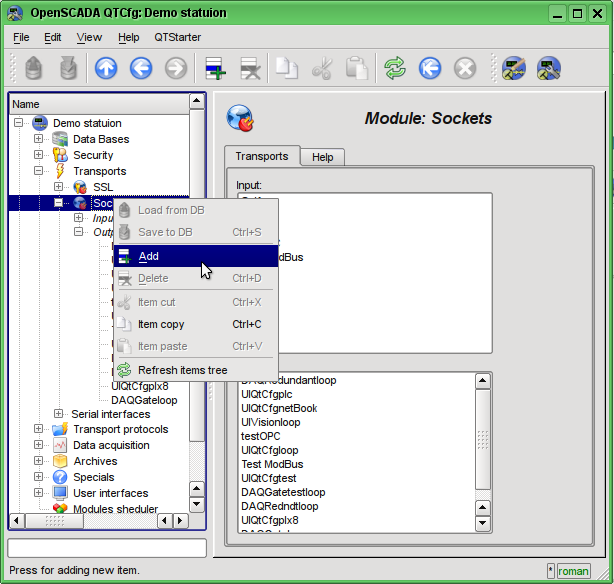 OpenSCADA QTCfg: Demo statuion
File Edit View Help QTStarter
Name
Demo statuion
Data Bases
Security
Transports
SSL
Soc
Outp
UIQtCfgplx8
DAQGateloop
Serial interfaces
Transport protocols
Data acquisition
Archives
Specials
User interfaces
Modules sheduler
Load from DB
Save to DB Ctrl+S
Add
Delete Ctrl+D
Item cut Ctrl+X
Item copy Ctrl+C
Item paste Ctrl+V
Refresh items tree
Module: Sockets
Transports Help
Input:
dBus
DAQRedundantloop
UIQtCfgplc
UIQtCfgnetBook
UIVisionloop
testOPC
UIQtCfgloop
Test ModBus
UIQtCfgtest
DAQGatetestloop
DAQRedndtloop
UIQtCfgplx8
Press for adding new item.
* roman